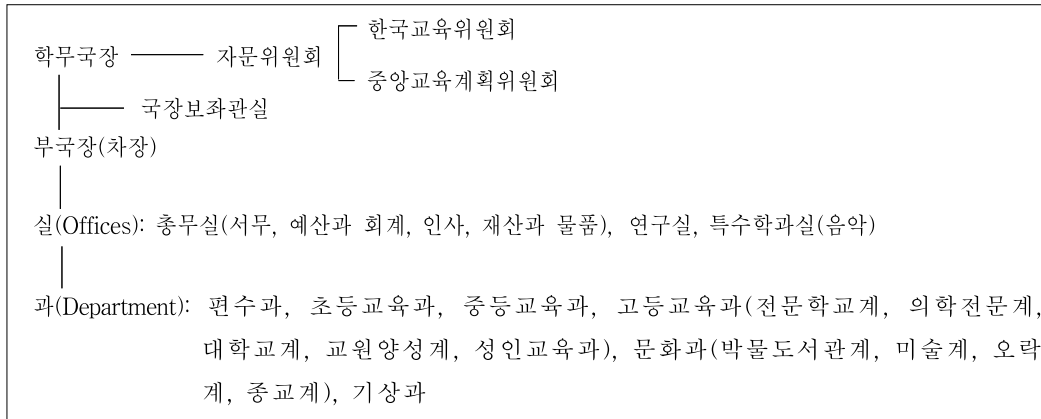 한국교육위원회
학무국장 자문위원회
중앙교육계획위원회
국장보좌관실
부국장(차장)
실(Offices): 총무실(서무, 예산과 회계, 인사, 재산과 물품), 연구실, 특수학과실(음악)
과(Department): 편수과, 초등교육과, 중등교육과, 고등교육과(전문학교계, 의학전문계,
대학교계, 교원양성계, 성인교육과), 문화과(박물도서관계, 미술계, 오락
계, 종교계), 기상과